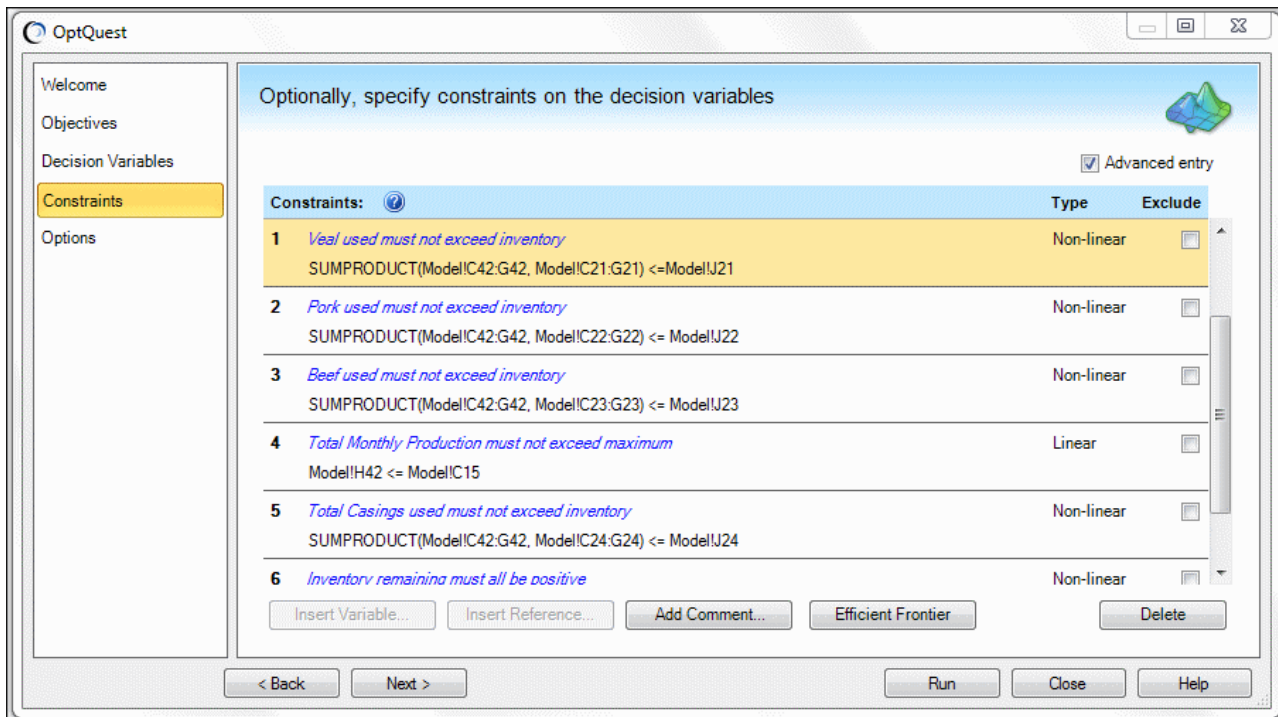 OptQuest
Welcome
Objectives
Decision Variables
Constraints
Options
Optionally, specify constraints on the decision variables
Advanced entry
Constraints: ? Type Exclude
1 Veal used must not exceed inventory Non-linear
SUMPRODUCT(Model!C42:G42, Model!C21:G21) <=Model!J21
2 Pork used must not exceed inventory Non-linear
SUMPRODUCT(Model!C42:G42, Model!C22:G22) <= Model!J22
3 Beef used must not exceed inventory Non-linear
SUMPRODUCT(Model!C42:G42, Model!C23:G23) <= Model!J23
4 Total Monthly Production must not exceed maximum Linear
Model!H42 <= Model!C15
5 Total Casings used must not exceed inventory Non-linear
SUMPRODUCT(Model!C42:G42, Model!C24:G24) <= Model!J24
6 Inventory remaining must all be positive Non-linear
Insert Variable... Insert Reference... Add Comment... Efficient Frontier Delete
< Back Next > Run Close Help